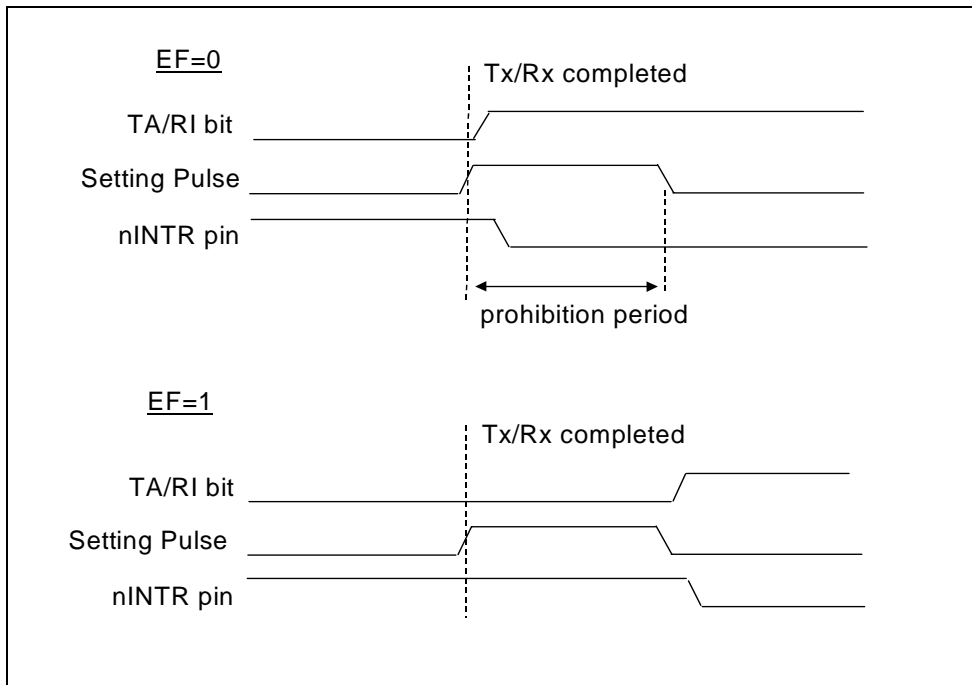 EF=0
Tx/Rx completed
TA/RI bit
Setting Pulse
nINTR pin
prohibition period
EF=1
Tx/Rx completed
TA/RI bit
Setting Pulse
nINTR pin